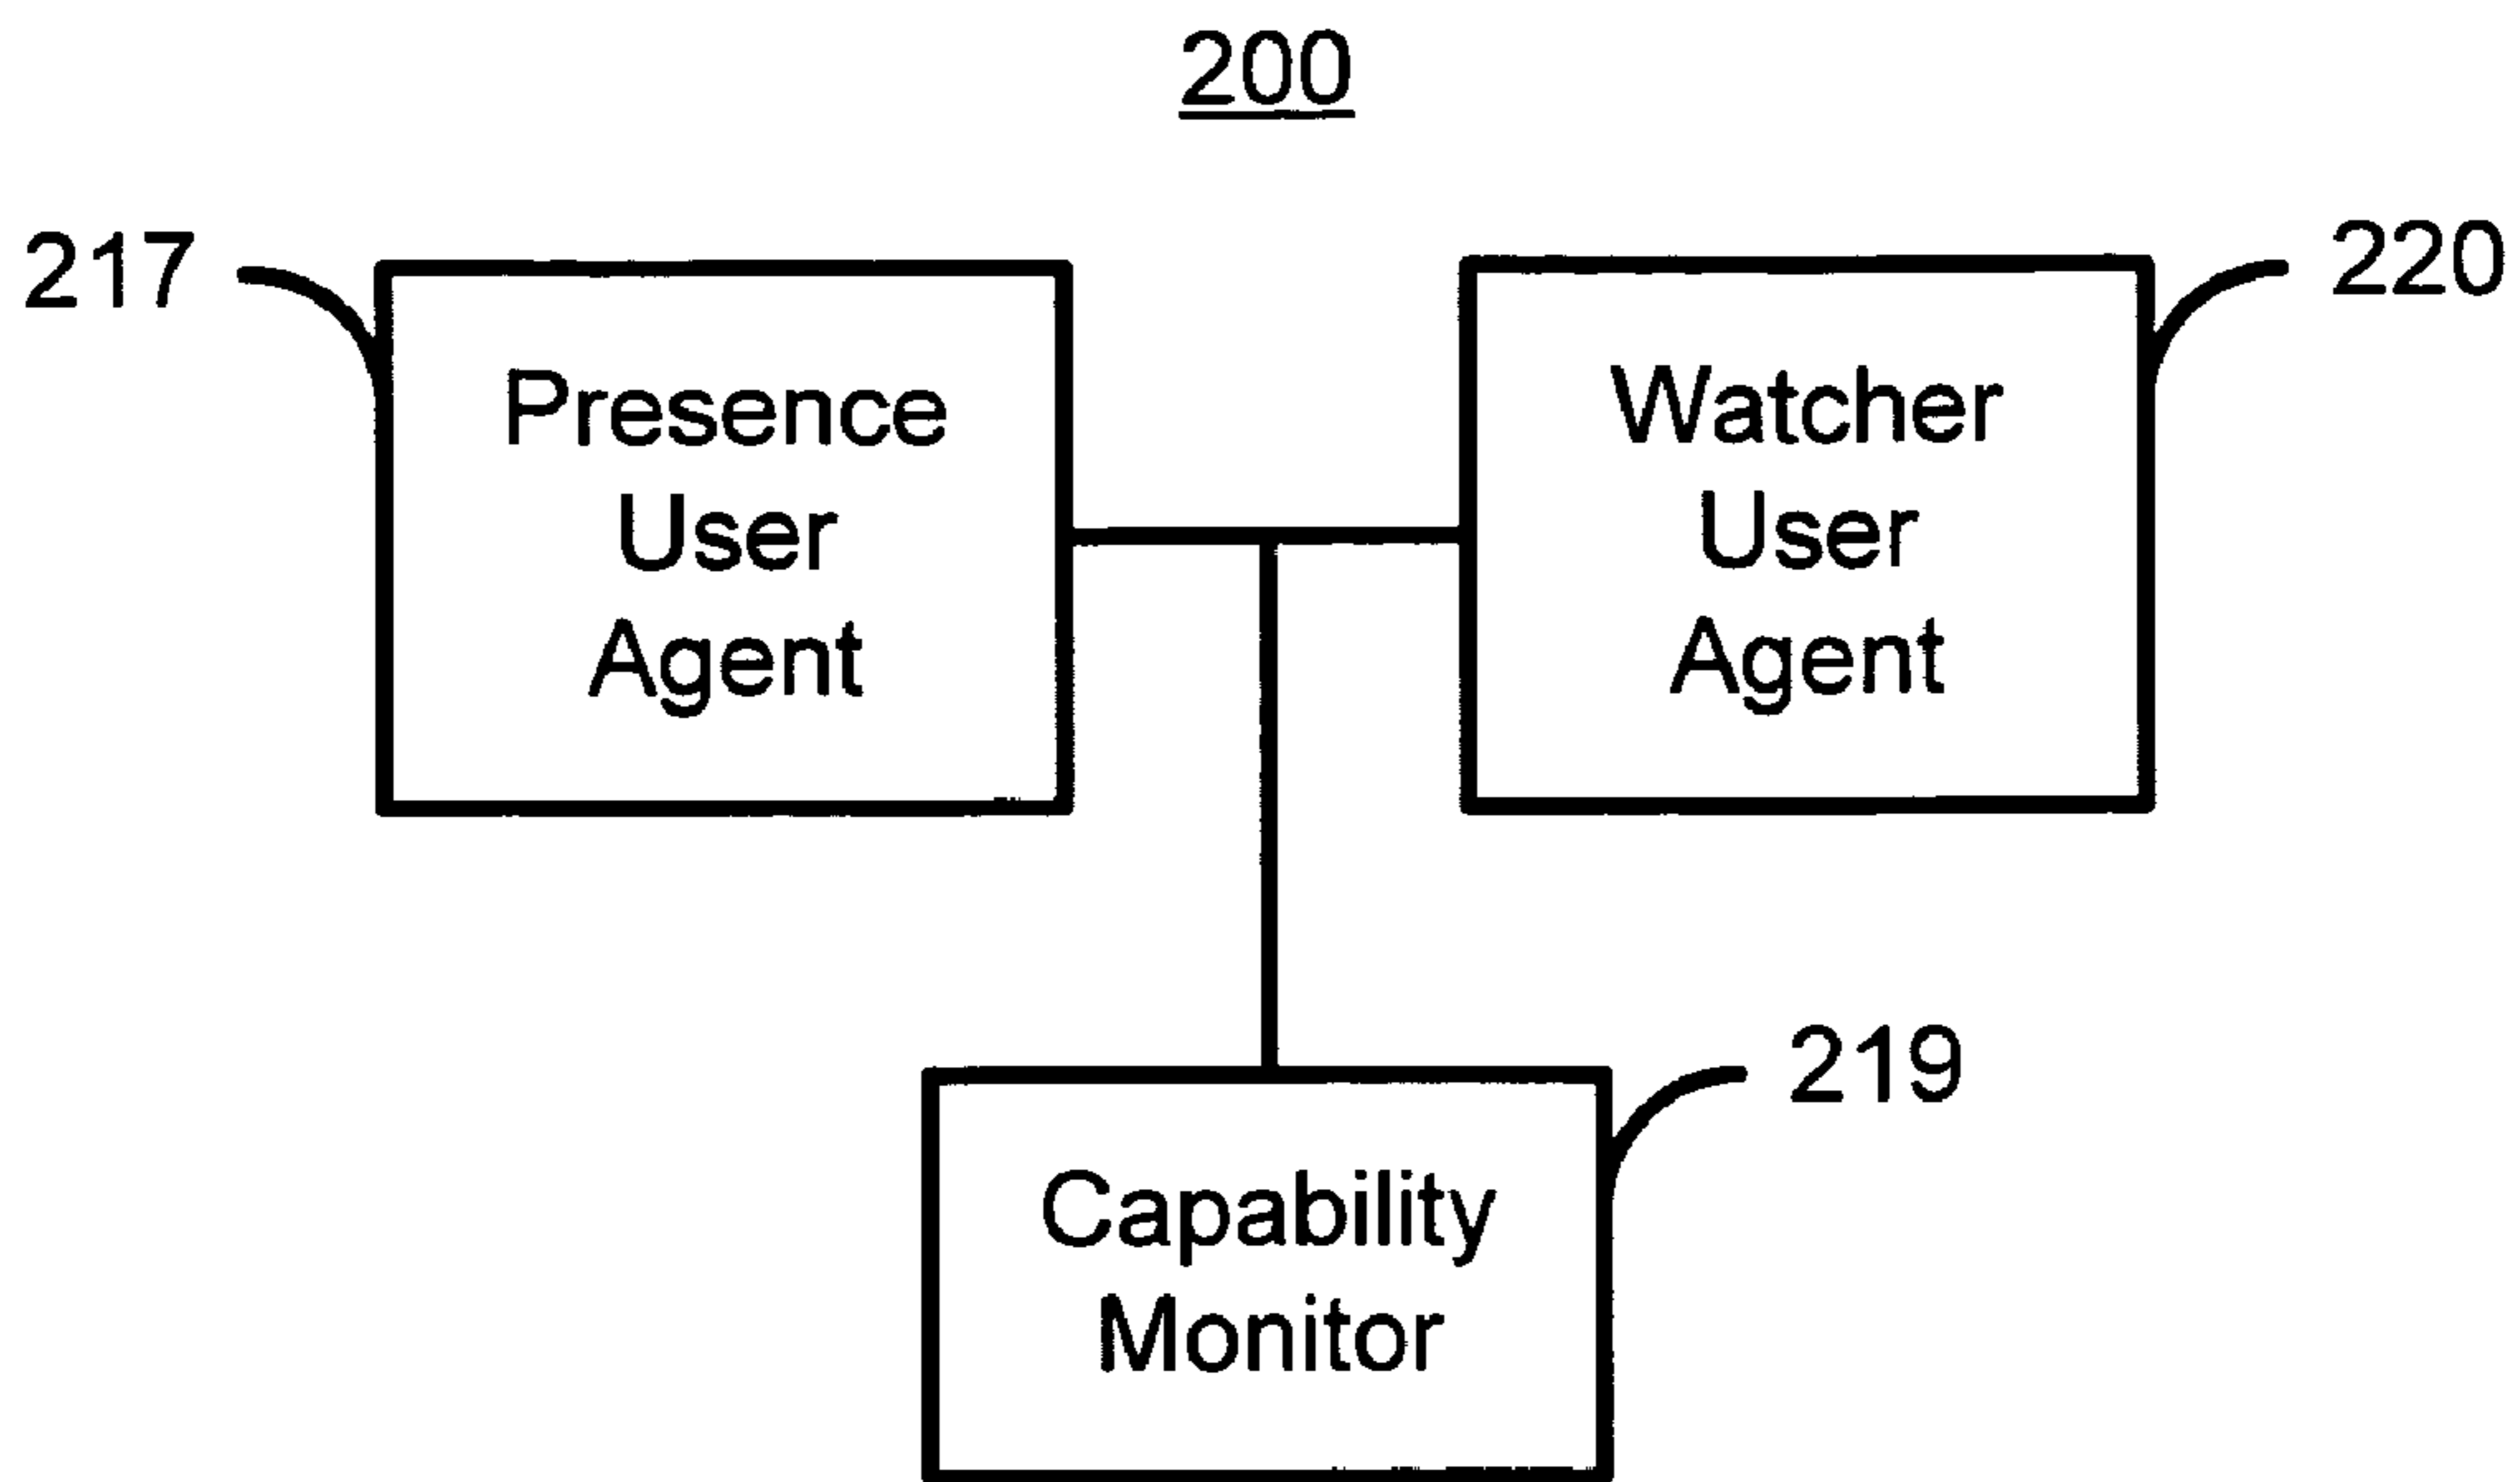 200
217
220
Presence
User
Agent
Watcher
User
Agent
219
Capability
Monitor